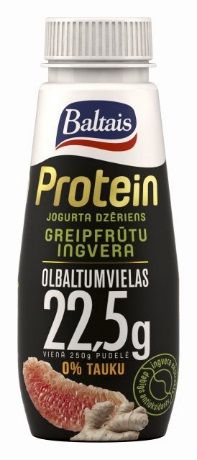 Baltais
Protein
JOGURTA DZĒRIENS
GREIPFRŪTU
INGVERA
OLBALTUMVIELAS
22,5g
VIENĀ 250g PUDELĒ
0% TAUKU